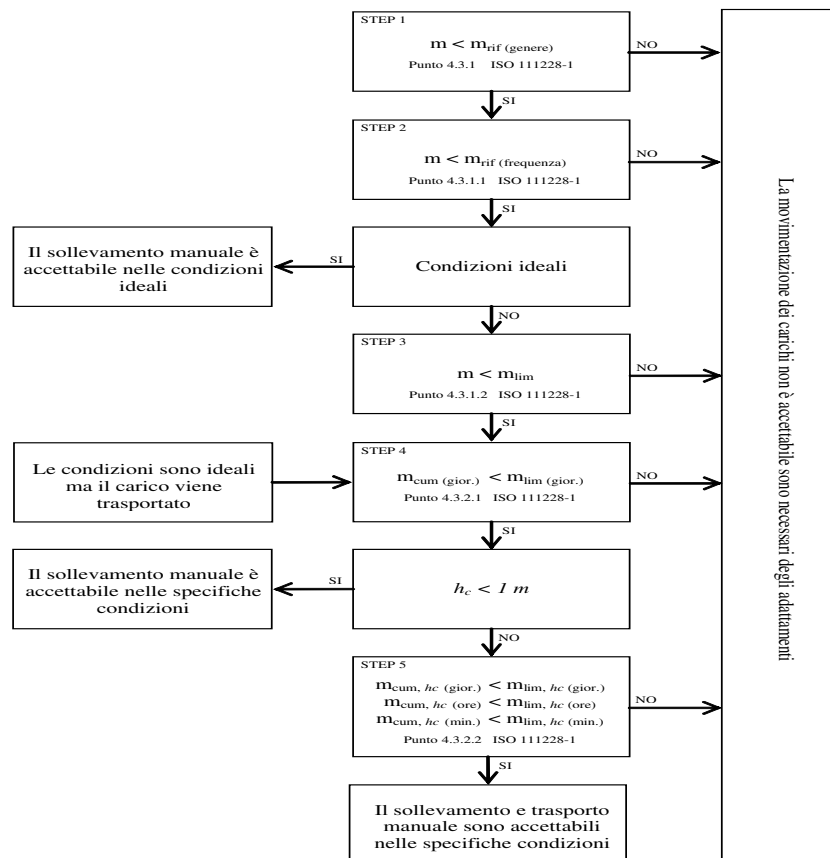 STEP 1
m < mrif (genere)
Punto 4.3.1 ISO 111228-1
NO
SI
STEP 2
m < mrif (frequenza)
Punto 4.3.1.1 ISO 111228-1
NO
SI
Il sollevamento manuale è
accettabile nelle condizioni
ideali
SI
Condizioni ideali
NO
STEP 3
m < mlim
Punto 4.3.1.2 ISO 111228-1
NO
SI
Le condizioni sono ideali
ma il carico viene
trasportato
STEP 4
mcum (gior.) < mlim (gior.)
Punto 4.3.2.1 ISO 111228-1
NO
SI
Il sollevamento manuale è
accettabile nelle specifiche
condizioni
SI
hc < 1 m
NO
STEP 5
mcum, hc (gior.) < mlim, hc (gior.)
mcum, hc (ore) < mlim, hc (ore)
mcum, hc (min.) < mlim, hc (min.)
Punto 4.3.2.2 ISO 111228-1
NO
SI
Il sollevamento e trasporto
manuale sono accettabili
nelle specifiche condizioni
La movimentazione dei carichi non è accettabile sono necessari degli adattamenti